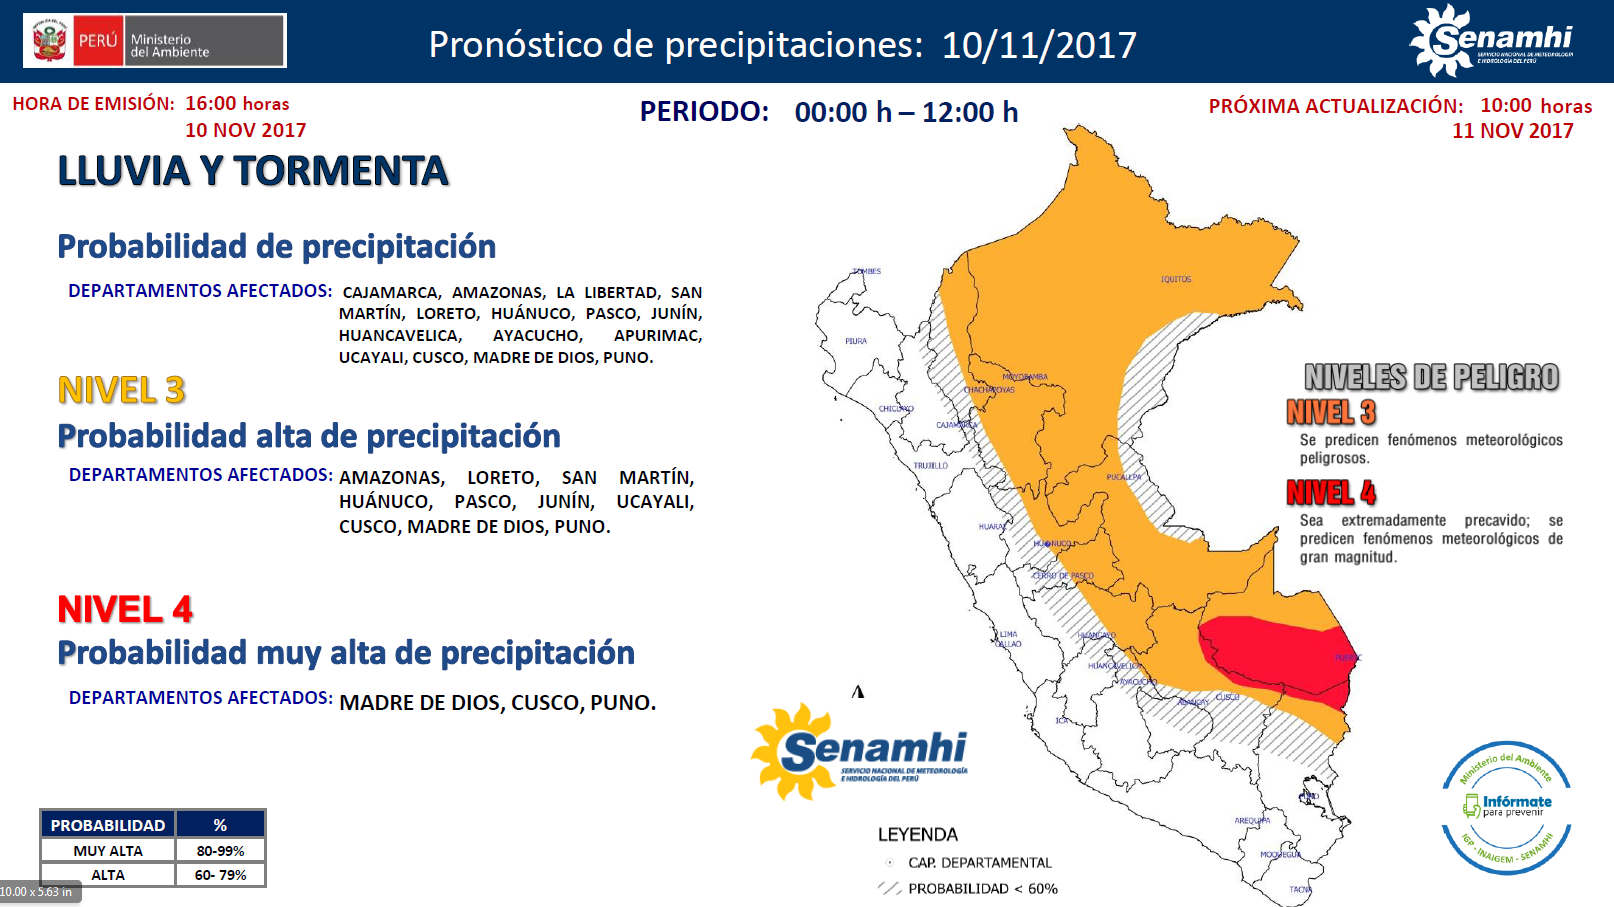 PERÚ
Ministerio
del Ambiente
Pronóstico de precipitaciones: 10/11/2017
Senamhi
SERVICIO NACIONAL DE METEOROLOGÍA
E HIDROLOGÍA DEL PERÚ
HORA DE EMISIÓN: 16:00 horas
10 NOV 2017
PERIODO: 00:00 h – 12:00 h
PRÓXIMA ACTUALIZACIÓN: 10:00 horas
11 NOV 2017
LLUVIA Y TORMENTA
Probabilidad de precipitación
DEPARTAMENTOS AFECTADOS: CAJAMARCA, AMAZONAS, LA LIBERTAD, SAN
MARTÍN, LORETO, HUÁNUCO, PASCO, JUNÍN,
HUANCAVELICA, AYACUCHO, APURIMAC,
UCAYALI, CUSCO, MADRE DE DIOS, PUNO.
NIVEL 3
Probabilidad alta de precipitación
DEPARTAMENTOS AFECTADOS: AMAZONAS, LORETO, SAN MARTÍN,
HUÁNUCO, PASCO, JUNÍN, UCAYALI,
CUSCO, MADRE DE DIOS, PUNO.
NIVEL 4
Probabilidad muy alta de precipitación
DEPARTAMENTOS AFECTADOS: MADRE DE DIOS, CUSCO, PUNO.
PROBABILIDAD %
MUY ALTA 80-99%
ALTA 60- 79%
10.00 x 5.63 in
TUMBES
IQUITOS
PIURA
MOYOBAMBA
CHACHAPOYAS
CHICLAYO
CAJAMARCA
TRUJILLO
PUCALLPA
HUARAZ
HUÁNUCO
CERRO DE PASCO
LIMA
CALLAO
HUANCAYO
HUANCAVELICA
AYACUCHO
ABANCAY
CUSCO
ICA
PUERTO
PUNO
AREQUIPA
MOQUEGUA
TACNA
NIVELES DE PELIGRO
NIVEL 3
Se predicen fenómenos meteorológicos
peligrosos.
NIVEL 4
Sea extremadamente precavido; se
predicen fenómenos meteorológicos de
gran magnitud.
Senamhi
SERVICIO NACIONAL DE METEOROLOGÍA
E HIDROLOGÍA DEL PERÚ
LEYENDA
CAP. DEPARTAMENTAL
PROBABILIDAD < 60%
Ministerio del Ambiente
Infórmate
para prevenir
IGP - INAIGEM - SENAMHI